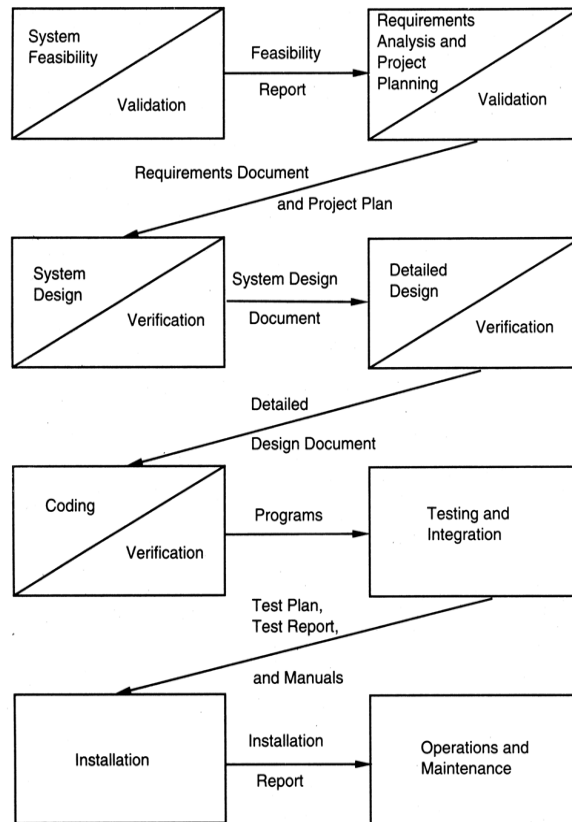 System
Feasibility
Validation
Feasibility
Report
Requirements
Analysis and
Project
Planning
Validation
Requirements Document
and Project Plan
System
Design
Verification
System Design
Document
Detailed
Design
Verification
Detailed
Design Document
Coding
Verification
Programs
Testing and
Integration
Test Plan,
Test Report,
and Manuals
Installation
Installation
Report
Operations and
Maintenance